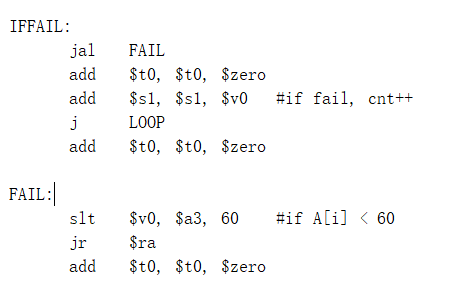 IFFAIL:
jal FAIL
add $t0, $t0, $zero
add $s1, $s1, $v0 #if fail, cnt++
j LOOP
add $t0, $t0, $zero
FAIL:
slt $v0, $a3, 60 #if A[i] < 60
jr $ra
add $t0, $t0, $zero